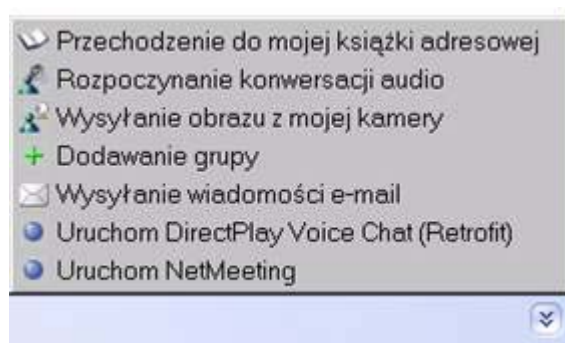 Przechodzenie do mojej książki adresowej
Rozpoczynanie konwersacji audio
Wysyłanie obrazu z mojej kamery
Dodawanie grupy
Wysyłanie wiadomości e-mail
Uruchom DirectPlay Voice Chat (Retrofit)
Uruchom NetMeeting